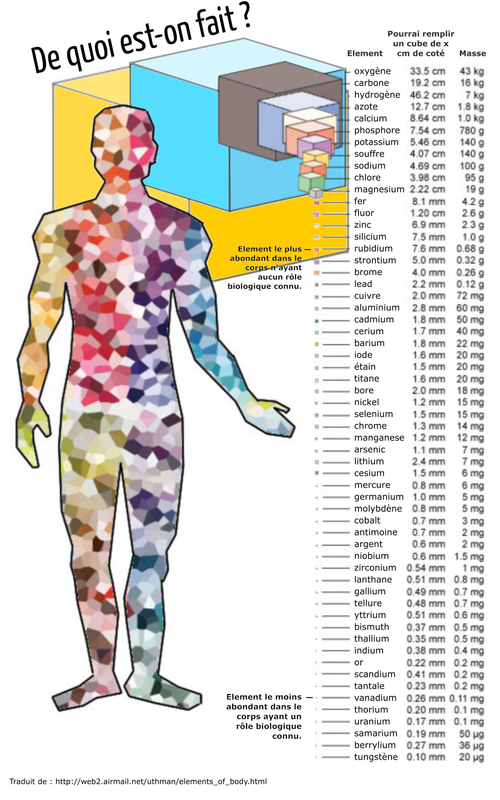 De quoi est-on fait ?
Pourrai remplir
un cube de x
Element cm de coté Masse
oxygène 33.5 cm 43 kg
carbone 19.2 cm 16 kg
hydrogène 46.2 cm 7 kg
azote 12.7 cm 1.8 kg
calcium 8.64 cm 1.0 kg
phosphore 7.54 cm 780 g
potassium 5.46 cm 140 g
souffre 4.07 cm 140 g
sodium 4.69 cm 100 g
chlore 3.98 cm 95 g
magnesium 2.22 cm 19 g
fer 8.1 mm 4.2 g
fluor 1.20 cm 2.6 g
zinc 6.9 mm 2.3 g
silicium 7.5 mm 1.0 g
Element le plus
abondant dans le
corps n'ayant
aucun rôle
biologique connu.
rubidium 7.6 mm 0.68 g
strontium 5.0 mm 0.32 g
brome 4.0 mm 0.26 g
lead 2.2 mm 0.12 g
cuivre 2.0 mm 72 mg
aluminium 2.8 mm 60 mg
cadmium 1.8 mm 50 mg
cerium 1.7 mm 40 mg
barium 1.8 mm 22 mg
iode 1.6 mm 20 mg
étain 1.5 mm 20 mg
titane 1.6 mm 20 mg
bore 2.0 mm 18 mg
nickel 1.2 mm 15 mg
selenium 1.5 mm 15 mg
chrome 1.3 mm 14 mg
manganese 1.2 mm 12 mg
arsenic 1.1 mm 7 mg
lithium 2.4 mm 7 mg
cesium 1.5 mm 6 mg
mercure 0.8 mm 6 mg
germanium 1.0 mm 5 mg
molybdène 0.8 mm 5 mg
cobalt 0.7 mm 3 mg
antimoine 0.7 mm 2 mg
argent 0.6 mm 2 mg
niobium 0.6 mm 1.5 mg
zirconium 0.54 mm 1 mg
lanthane 0.51 mm 0.8 mg
gallium 0.49 mm 0.7 mg
tellure 0.48 mm 0.7 mg
yttrium 0.51 mm 0.6 mg
bismuth 0.37 mm 0.5 mg
thallium 0.35 mm 0.5 mg
indium 0.38 mm 0.4 mg
or 0.22 mm 0.2 mg
scandium 0.41 mm 0.2 mg
tantale 0.23 mm 0.2 mg
Element le moins
abondant dans le
corps ayant un
rôle biologique
connu.
vanadium 0.26 mm 0.11 mg
thorium 0.20 mm 0.1 mg
uranium 0.17 mm 0.1 mg
samarium 0.19 mm 50 µg
berrylium 0.27 mm 36 µg
tungstène 0.10 mm 20 µg
Traduit de : http://web2.airmail.net/uthman/elements_of_body.html